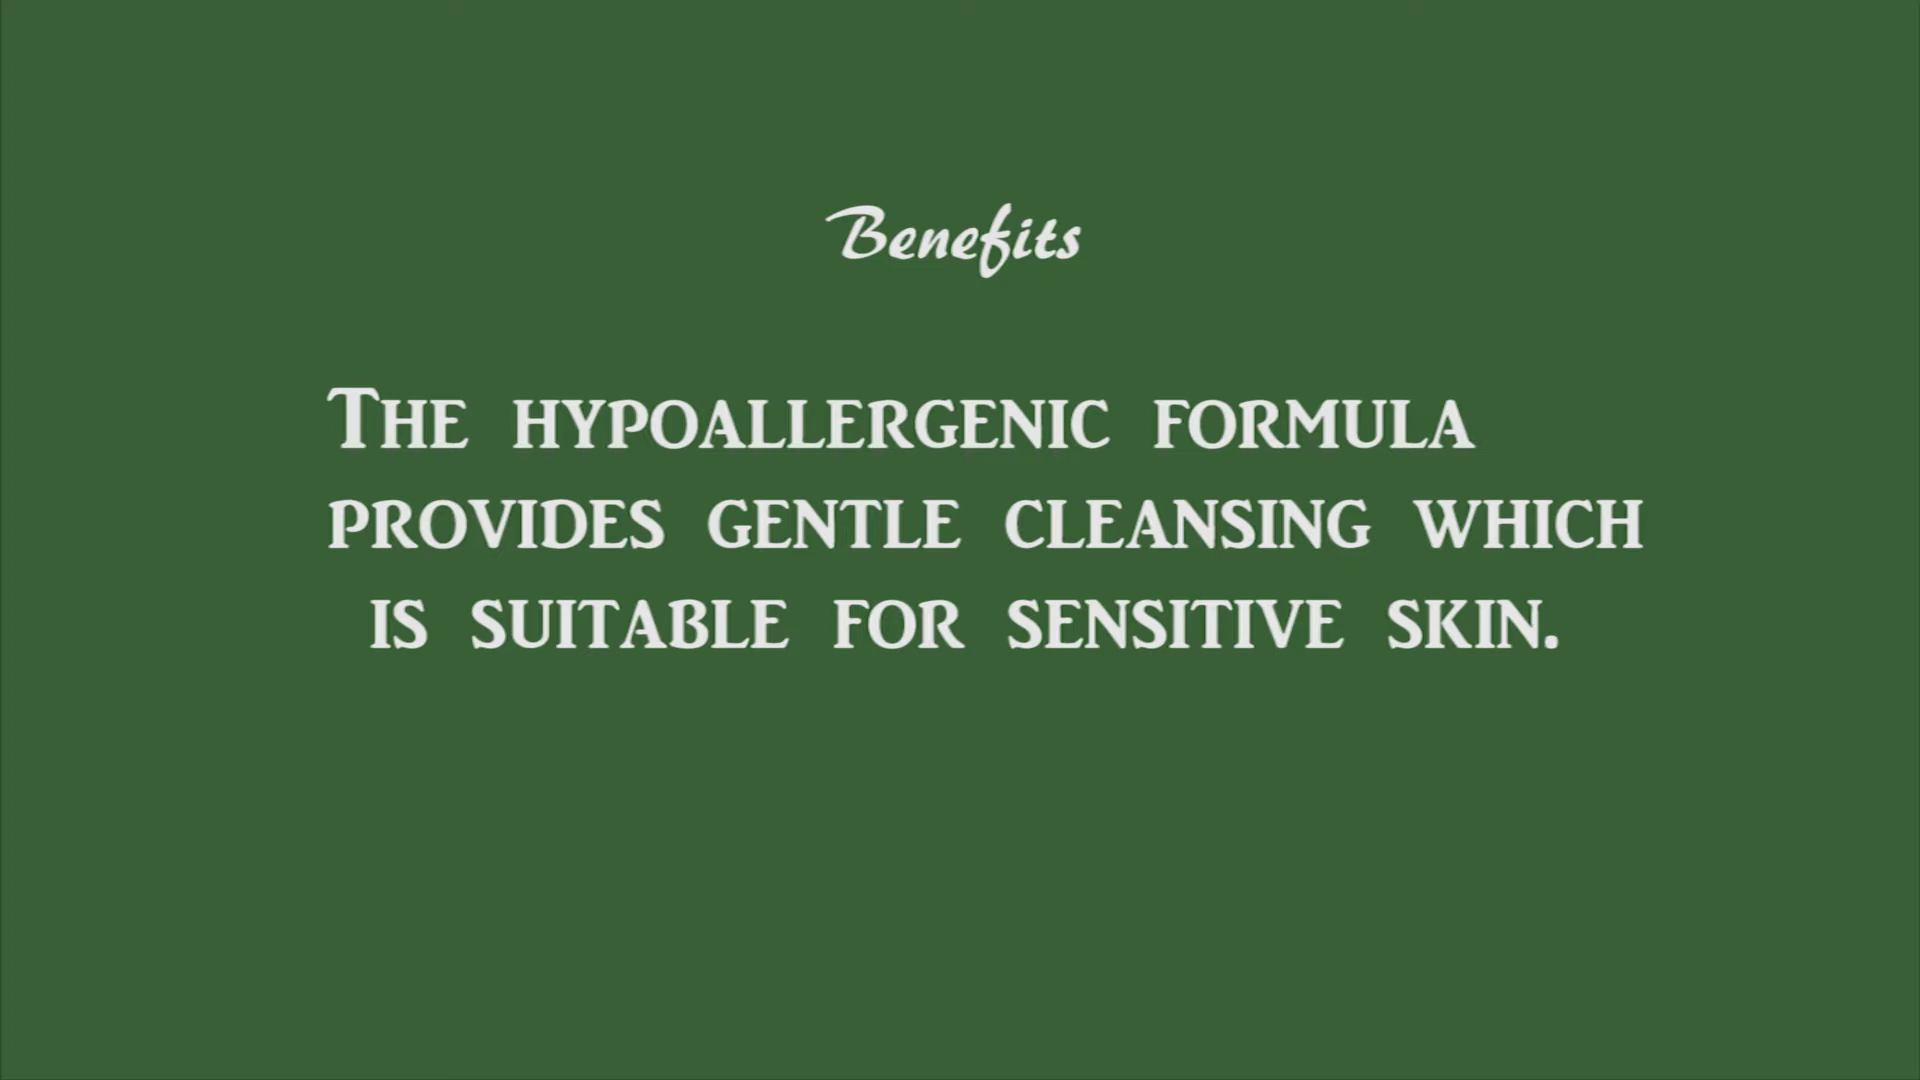 Benefits
The hypoallergenic formula
provides gentle cleansing which
is suitable for sensitive skin.